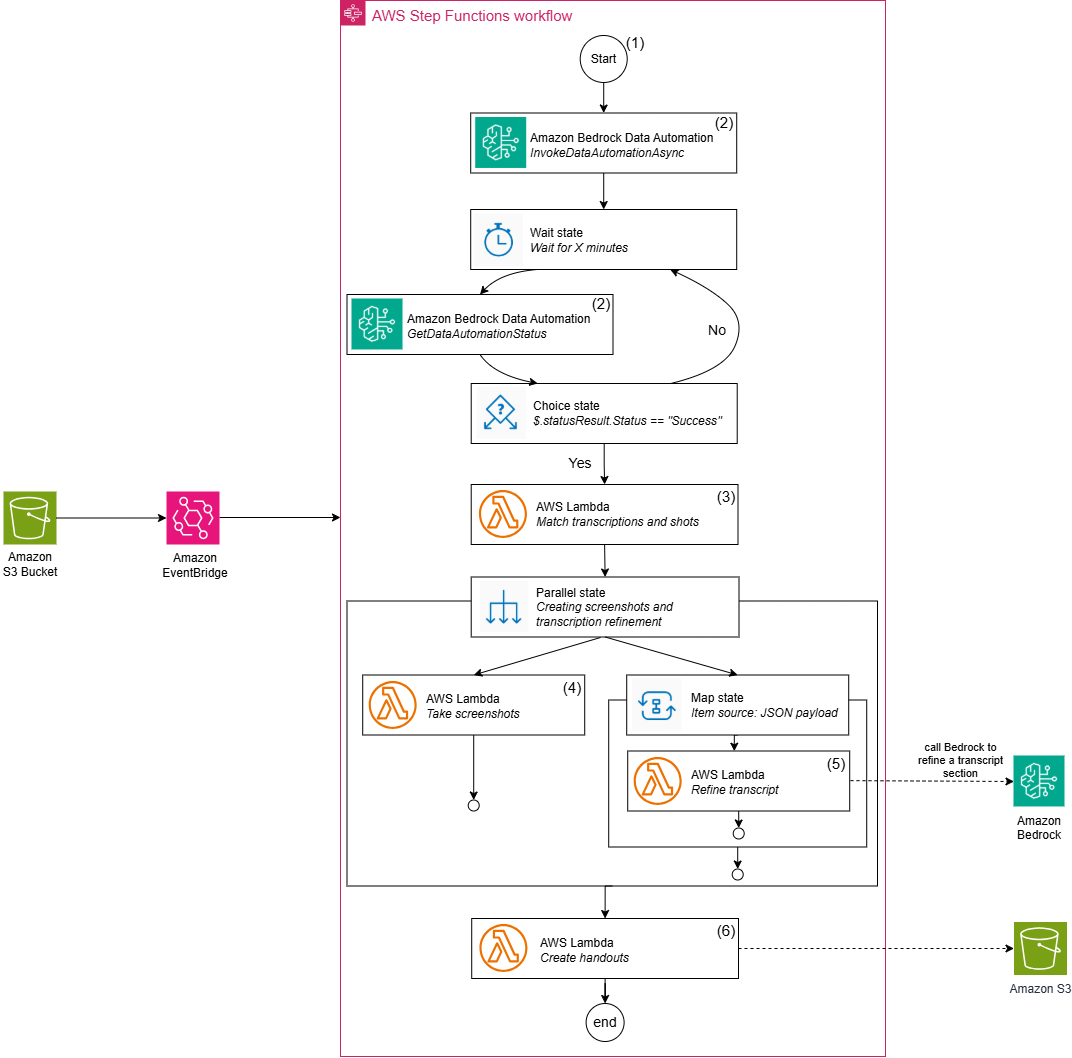 AWS Step Functions workflow
(1)
Start
(2)
Amazon Bedrock Data Automation
InvokeDataAutomationAsync
Wait state
Wait for X minutes
(2)
Amazon Bedrock Data Automation
GetDataAutomationStatus
No
Choice state
$.statusResult.Status == "Success"
Yes
(3)
AWS Lambda
Match transcriptions and shots
Amazon
S3 Bucket
Amazon
EventBridge
Parallel state
Creating screenshots and
transcription refinement
(4)
AWS Lambda
Take screenshots
Map state
Item source: JSON payload
(5)
AWS Lambda
Refine transcript
call Bedrock to
refine a transcript
section
Amazon
Bedrock
(6)
AWS Lambda
Create handouts
Amazon S3
end